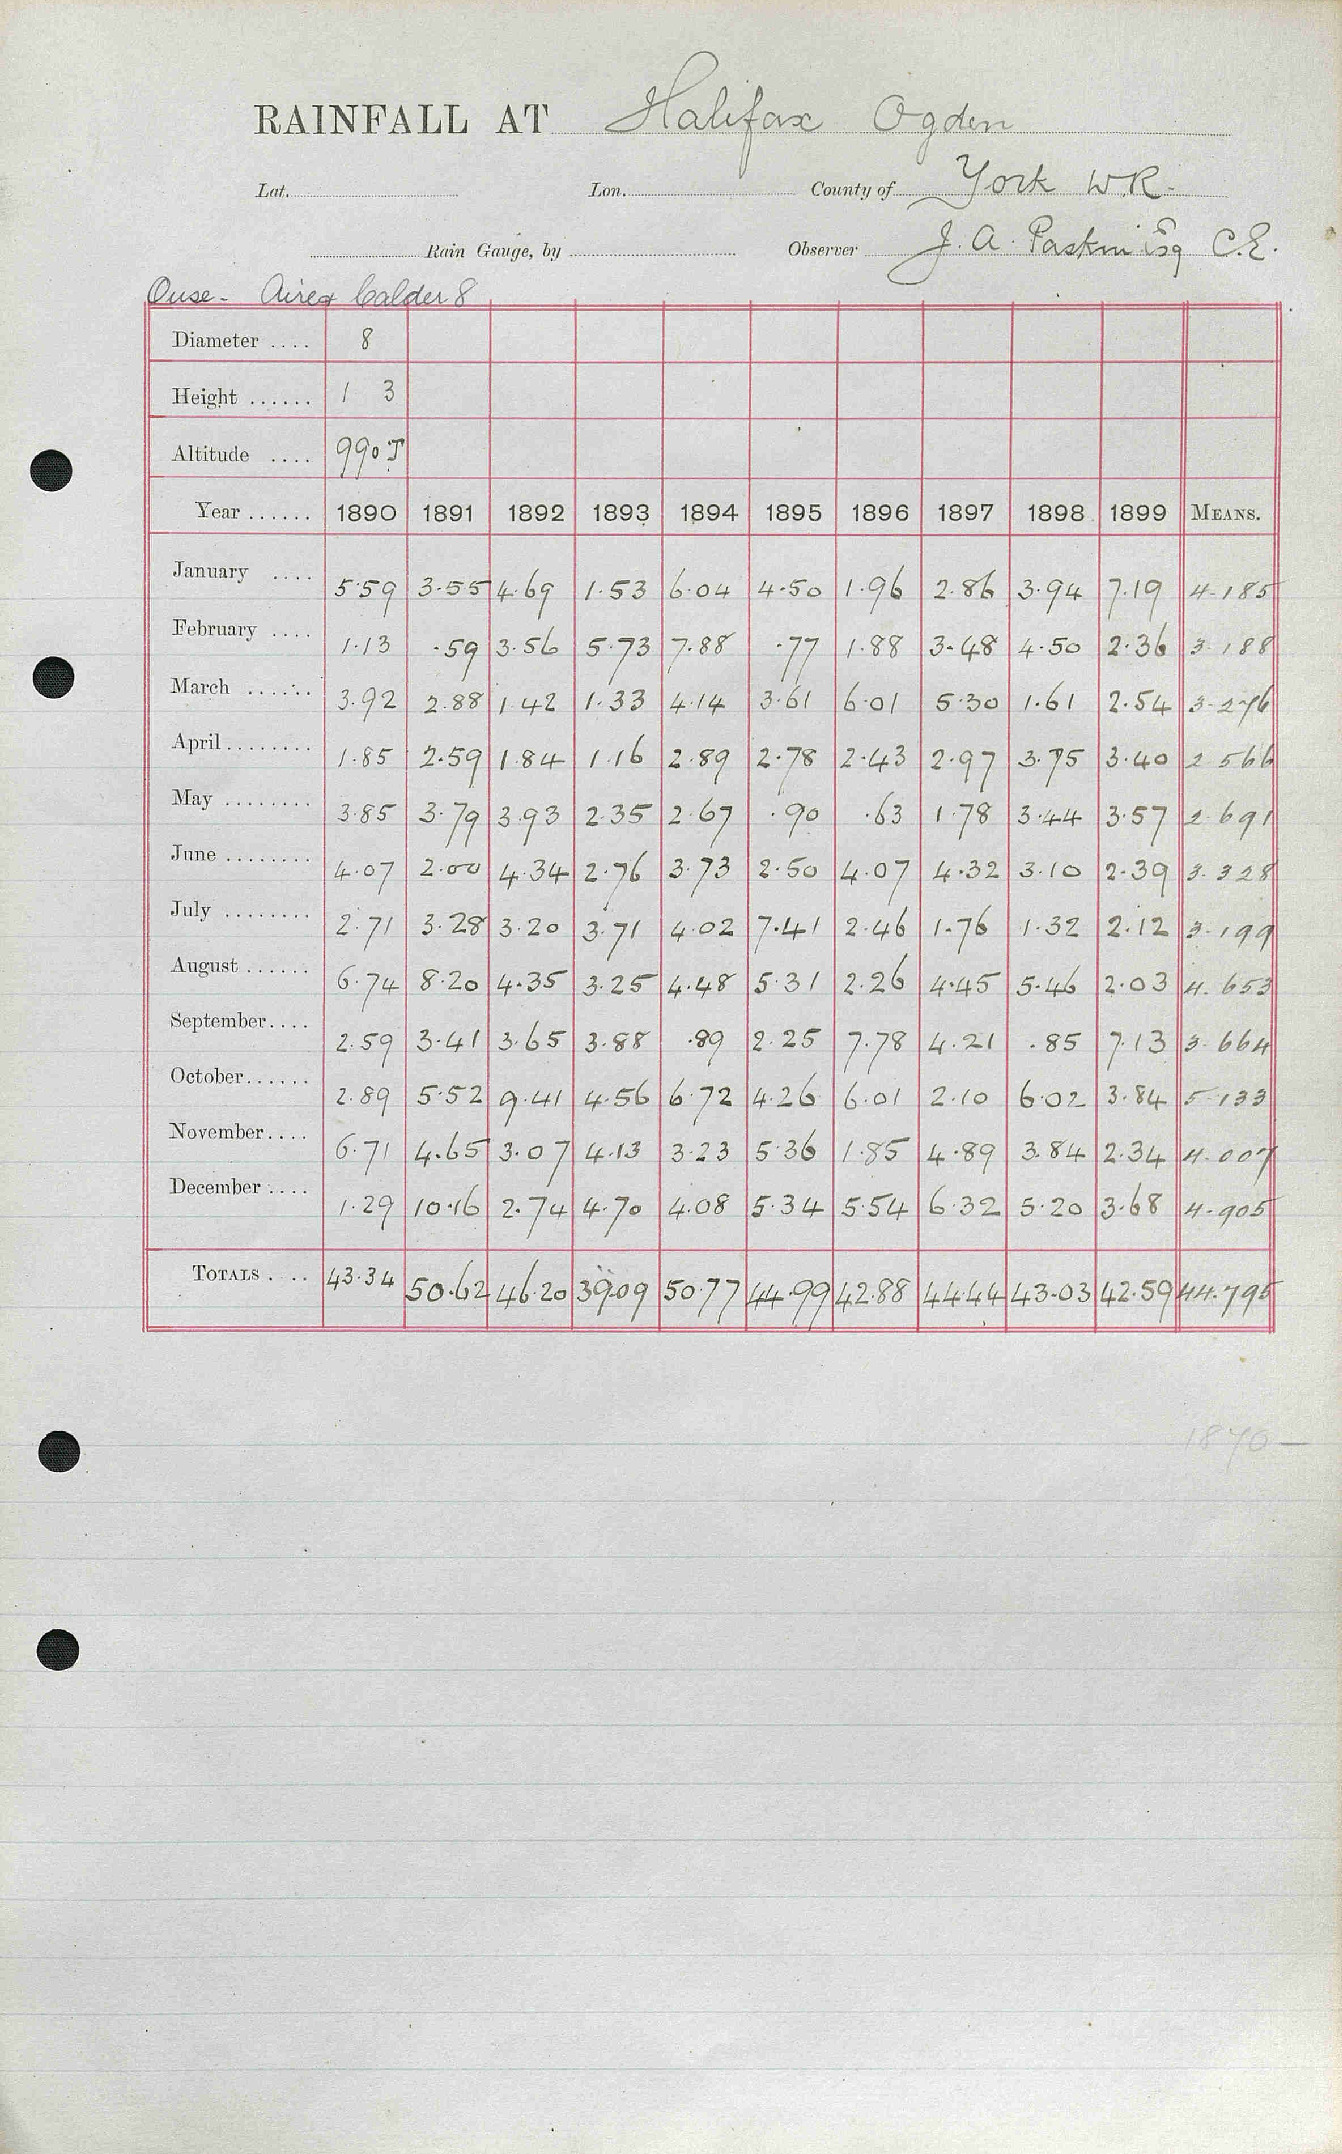 RAINFALL AT Halifax Ogden
Lat. Lon. County of York W.R.
Rain Gauge, by Observer J. A. Paskin Esq C.E.
Ouse - Aire & Calder 8
Diameter .... 8
Height ...... 1 3
Altitude .... 990 T
Year ...... 1890 1891 1892 1893 1894 1895 1896 1897 1898 1899 MEANS.
January .... 5.59 3.55 4.69 1.53 6.04 4.50 1.96 2.86 3.94 7.19 4.185
February .... 1.13 .59 3.56 5.73 7.88 .77 1.88 3.48 4.50 2.36 3.188
March ...... 3.92 2.88 1.42 1.33 4.14 3.61 6.01 5.30 1.61 2.54 3.276
April ........ 1.85 2.59 1.84 1.16 2.89 2.78 2.43 2.97 3.75 3.40 2.566
May ........ 3.85 3.79 3.93 2.35 2.67 .90 .63 1.78 3.44 3.57 2.691
June ........ 4.07 2.00 4.34 2.76 3.73 2.50 4.07 4.32 3.10 2.39 3.328
July ........ 2.71 3.28 3.20 3.71 4.02 7.41 2.46 1.76 1.32 2.12 3.199
August ...... 6.74 8.20 4.35 3.25 4.48 5.31 2.26 4.45 5.46 2.03 4.653
September .... 2.59 3.41 3.65 3.88 .89 2.25 7.78 4.21 .85 7.13 3.664
October ...... 2.89 5.52 9.41 4.56 6.72 4.26 6.01 2.10 6.02 3.84 5.133
November .... 6.71 4.65 3.07 4.13 3.23 5.36 1.85 4.89 3.84 2.34 4.007
December .... 1.29 10.16 2.74 4.70 4.08 5.34 5.54 6.32 5.20 3.68 4.905
TOTALS .... 43.34 50.62 46.20 39.09 50.77 44.99 42.88 44.44 43.03 42.59 44.795
1870 —